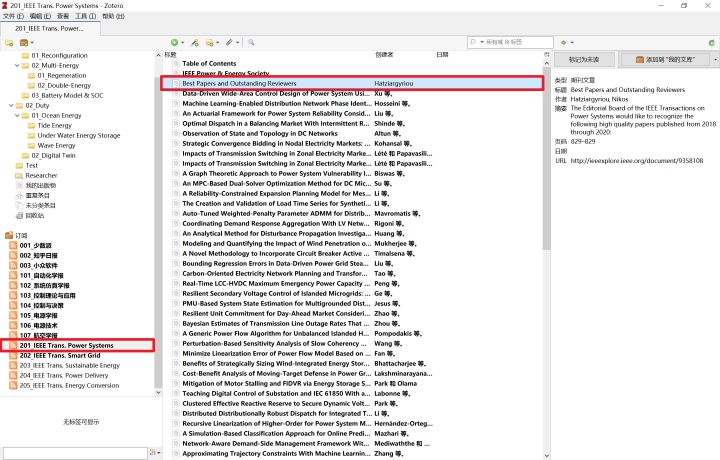 201_IEEE Trans. Power Systems - Zotero
文件 (F) 编辑 (E) 查看 工具 (T) 帮助 (H)
201_IEEE Trans. Power...
所有域 & 标签
标记为未读
添加到 "我的文库"
01_Reconfiguration
02_Multi-Energy
01_Regeneration
02_Double-Energy
03_Battery Model & SOC
02_Duty
01_Ocean Energy
Tide Energy
Under Water Energy Storage
Wave Energy
02_Digital Twin
Test
Researcher
我的出版物
重复条目
未分类条目
回收站
订阅
001_少数派
002_知乎日报
003_小众软件
101_自动化学报
102_系统仿真学报
103_控制理论与应用
104_控制与决策
105_电源学报
106_电源技术
107_航空学报
201_IEEE Trans. Power Systems
202_IEEE Trans. Smart Grid
203_IEEE Trans. Sustainable Energy
204_IEEE Trans. Power Delivery
205_IEEE Trans. Energy Conversion
无标签可显示
标题 创建者 日期
Table of Contents
IEEE Power & Energy Society
Best Papers and Outstanding Reviewers Hatziargyriou
Data-Driven Wide-Area Control Design of Power System Usi... Xu 等。
Machine Learning-Enabled Distribution Network Phase Ident... Hosseini 等。
An Actuarial Framework for Power System Reliability Conside... Liu 等。
Optimal Dispatch in a Balancing Market With Intermittent R... Shinde 等。
Observation of State and Topology in DC Networks Altun 等。
Strategic Convergence Bidding in Nodal Electricity Markets: ... Kohansal 等。
Impacts of Transmission Switching in Zonal Electricity Marke... Lété 和 Papavasili...
Impacts of Transmission Switching in Zonal Electricity Marke... Lété 和 Papavasili...
A Graph Theoretic Approach to Power System Vulnerability I... Biswas 等。
An MPC-Based Dual-Solver Optimization Method for DC Mic... Su 等。
A Reliability-Constrained Expansion Planning Model for Mes... Li 等。
The Creation and Validation of Load Time Series for Syntheti... Li 等。
Auto-Tuned Weighted-Penalty Parameter ADMM for Distrib... Mavromatis 等。
Coordinating Demand Response Aggregation With LV Netw... Rigoni 等。
An Analytical Method for Disturbance Propagation Investiga... Huang 等。
Modeling and Quantifying the Impact of Wind Penetration o... Mukherjee 等。
A Novel Methodology to Incorporate Circuit Breaker Active ... Timalsena 等。
Bounding Regression Errors in Data-Driven Power Grid Stea... Liu 等。
Carbon-Oriented Electricity Network Planning and Transfor... Tao 等。
Real-Time LCC-HVDC Maximum Emergency Power Capacity ... Peng 等。
Resilient Secondary Voltage Control of Islanded Microgrids: ... Ge 等。
PMU-Based System State Estimation for Multigrounded Dist... Jesus 等。
Resilient Unit Commitment for Day-Ahead Market Consideri... Zhao 等。
Bayesian Estimates of Transmission Line Outage Rates That ... Zhou 等。
A Generic Power Flow Algorithm for Unbalanced Islanded H... Pompodakis 等。
Perturbation-Based Sensitivity Analysis of Slow Coherency ... Wang 等。
Minimize Linearization Error of Power Flow Model Based on ... Fan 等。
Benefits of Strategically Sizing Wind-Integrated Energy Stor... Bhattacharjee 等。
Cost-Benefit Analysis of Moving-Target Defense in Power Gr... Lakshminarayana...
Mitigation of Motor Stalling and FIDVR via Energy Storage S... Park 和 Olama
Teaching Digital Control of Substation and IEC 61850 With a... Labonne 等。
Clustered Effective Reactive Reserve to Secure Dynamic Volt... Park 等。
Distributed Distributionally Robust Dispatch for Integrated T... Li 等。
Recursive Linearization of Higher-Order for Power System M... Hernández-Orteg...
A Simulation-Based Classification Approach for Online Predi... Mazhari 等。
Network-Aware Demand-Side Management Framework Wit... Mediwaththe 和 ...
Approximating Trajectory Constraints With Machine Learnin... Zhang 等。
类型 期刊文章
标题 Best Papers and Outstanding Reviewers
作者 Hatziargyriou, Nikos
摘要 The Editorial Board of the IEEE Transactions on
Power Systems would like to recognize the
following high quality papers published from 2018
through 2020:
页码 829–829
日期
URL http://ieeexplore.ieee.org/document/9358108